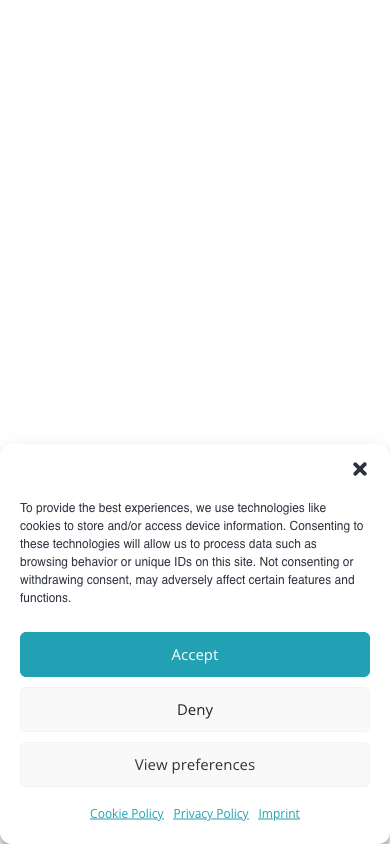 To provide the best experiences, we use technologies like
cookies to store and/or access device information. Consenting to
these technologies will allow us to process data such as
browsing behavior or unique IDs on this site. Not consenting or
withdrawing consent, may adversely affect certain features and
functions.
Accept
Deny
View preferences
Cookie Policy Privacy Policy Imprint